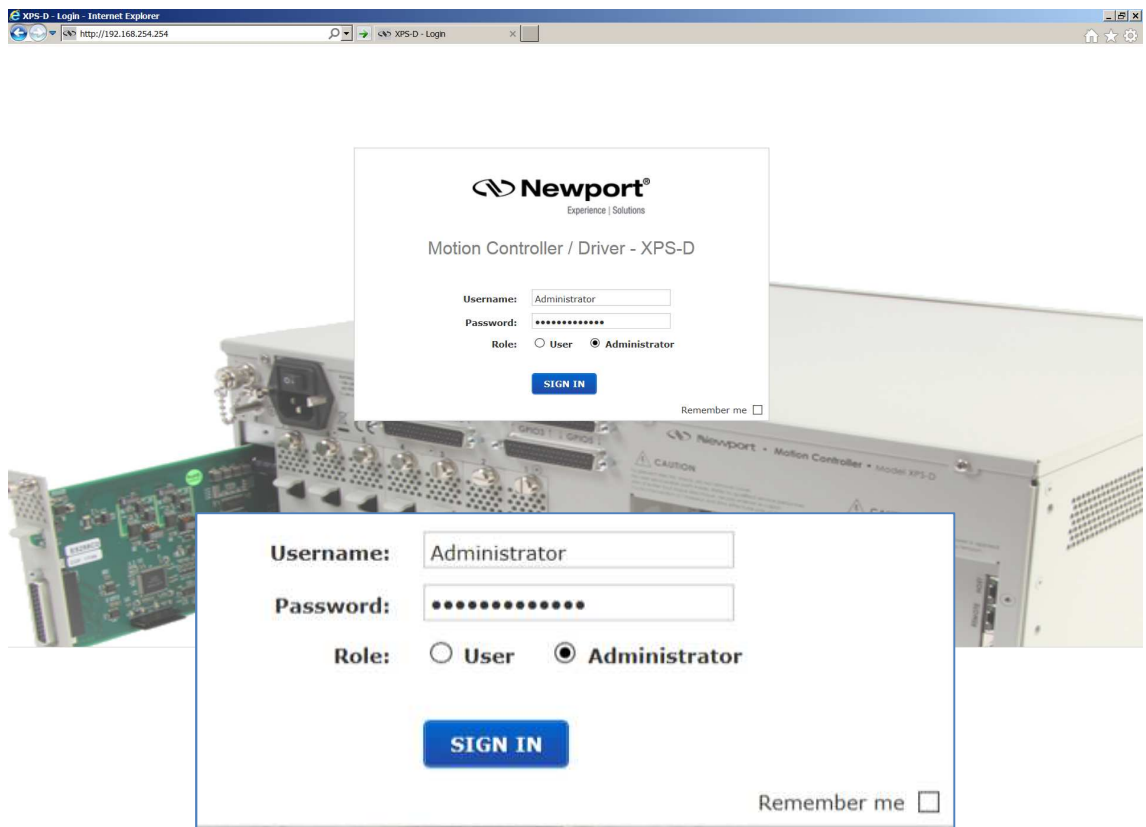 XPS-D - Login - Internet Explorer
http://192.168.254.254
XPS-D - Login
Newport®
Experience | Solutions
Motion Controller / Driver - XPS-D
Username: Administrator
Password: •••••••••••••
Role: User Administrator
SIGN IN
Remember me
GPIO3 GPIO5
Newport • Motion Controller • Model XPS-D
CAUTION
Username: Administrator
Password: •••••••••••••
Role: User Administrator
SIGN IN
Remember me